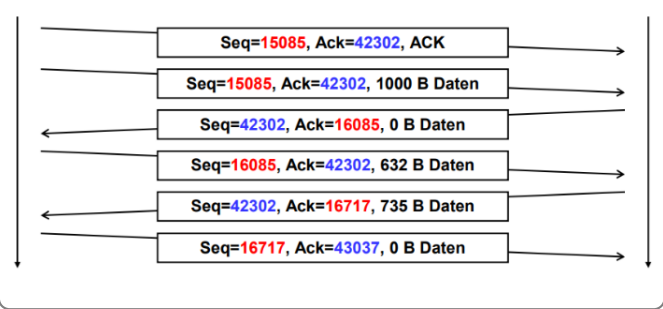 Seq=15085, Ack=42302, ACK
Seq=15085, Ack=42302, 1000 B Daten
Seq=42302, Ack=16085, 0 B Daten
Seq=16085, Ack=42302, 632 B Daten
Seq=42302, Ack=16717, 735 B Daten
Seq=16717, Ack=43037, 0 B Daten